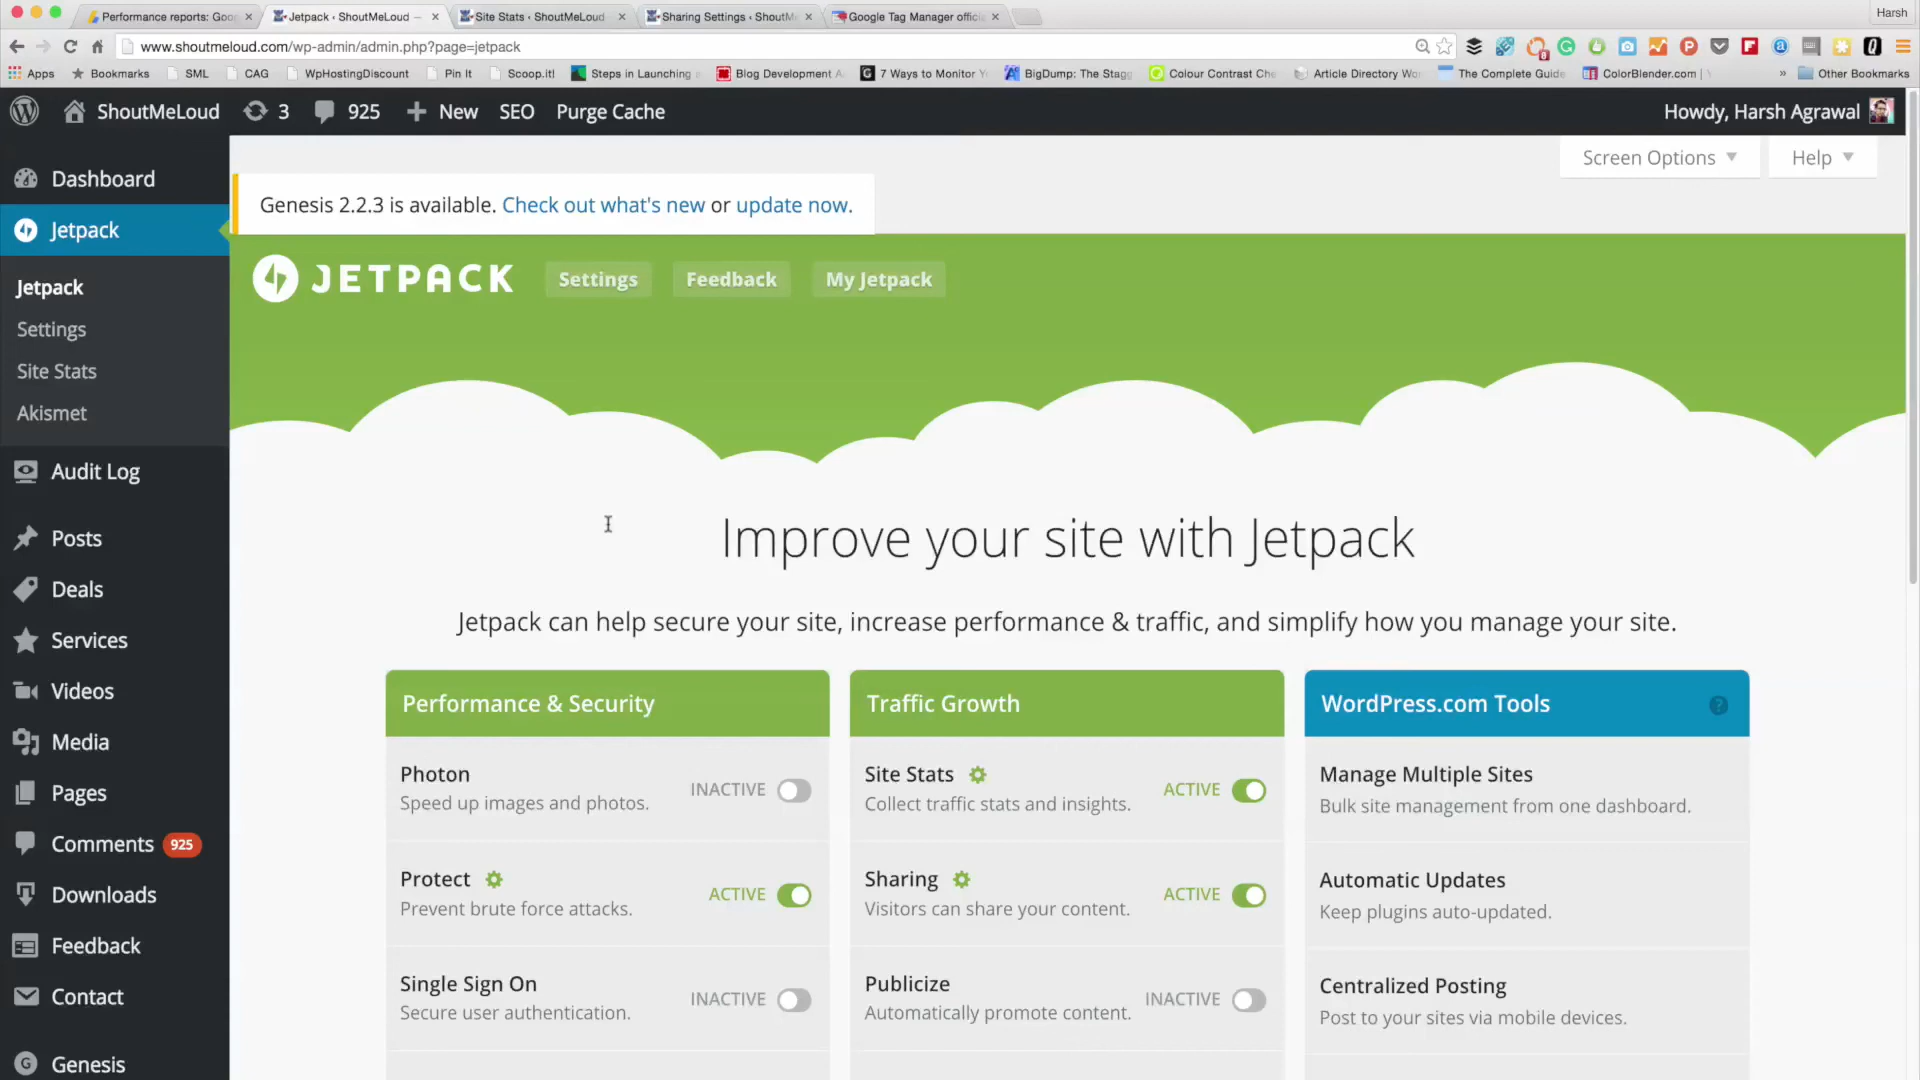 Performance reports: Goo
Jetpack ‹ ShoutMeLoud —
Site Stats ‹ ShoutMeLoud
Sharing Settings ‹ ShoutM
Google Tag Manager offici
Harsh
www.shoutmeloud.com/wp-admin/admin.php?page=jetpack
Apps
Bookmarks
SML
CAG
WpHostingDiscount
Pin It
Scoop.it!
Steps in Launching
Blog Development
7 Ways to Monitor Y
BigDump: The Stagg
Colour Contrast Che
Article Directory Wor
The Complete Guide
ColorBlender.com |
»
Other Bookmarks
ShoutMeLoud
3
925
New
SEO
Purge Cache
Howdy, Harsh Agrawal
Screen Options
Help
Dashboard
Jetpack
Jetpack
Settings
Site Stats
Akismet
Audit Log
Posts
Deals
Services
Videos
Media
Pages
Comments 925
Downloads
Feedback
Contact
Genesis
Genesis 2.2.3 is available. Check out what's new or update now.
JETPACK
Settings
Feedback
My Jetpack
Improve your site with Jetpack
Jetpack can help secure your site, increase performance & traffic, and simplify how you manage your site.
Performance & Security
Photon
Speed up images and photos.
INACTIVE
Protect
Prevent brute force attacks.
ACTIVE
Single Sign On
Secure user authentication.
INACTIVE
Traffic Growth
Site Stats
Collect traffic stats and insights.
ACTIVE
Sharing
Visitors can share your content.
ACTIVE
Publicize
Automatically promote content.
INACTIVE
WordPress.com Tools
?
Manage Multiple Sites
Bulk site management from one dashboard.
Automatic Updates
Keep plugins auto-updated.
Centralized Posting
Post to your sites via mobile devices.